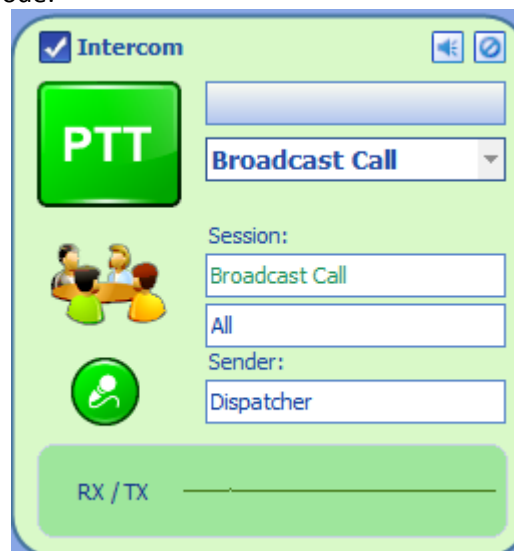 Intercom
PTT
Broadcast Call
Session:
Broadcast Call
All
Sender:
Dispatcher
RX / TX